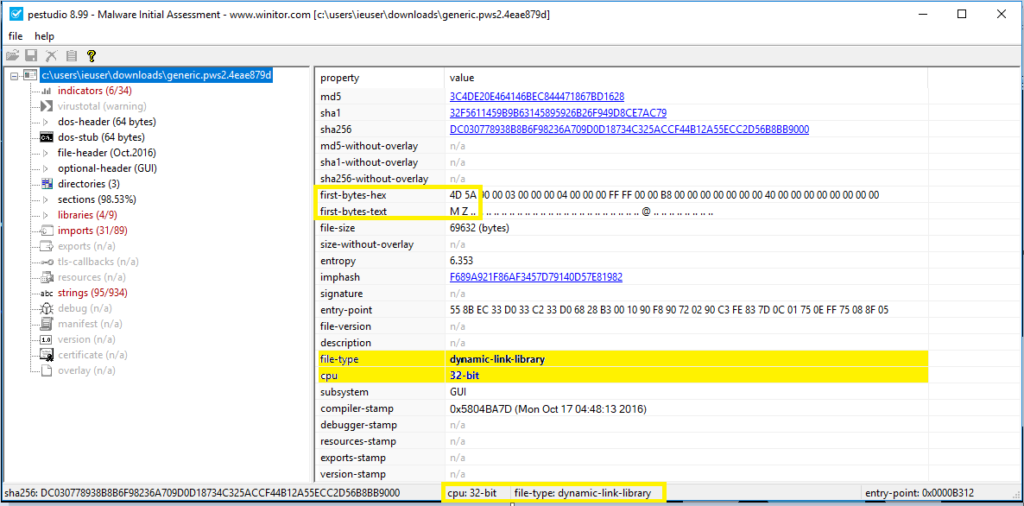 pestudio 8.99 - Malware Initial Assessment - www.winitor.com [c:\users\ieuser\downloads\generic.pws2.4eae879d]
file help
c:\users\ieuser\downloads\generic.pws2.4eae879d
indicators (6/34)
virustotal (warning)
dos-header (64 bytes)
dos-stub (64 bytes)
file-header (Oct.2016)
optional-header (GUI)
directories (3)
sections (98.53%)
libraries (4/9)
imports (31/89)
exports (n/a)
tls-callbacks (n/a)
resources (n/a)
abc strings (95/934)
debug (n/a)
manifest (n/a)
1.0 version (n/a)
certificate (n/a)
overlay (n/a)
property value
md5 3C4DE20E464146BEC844471867BD1628
sha1 32F5611459B9B63145895926B26F949D8CE7AC79
sha256 DC030778938B8B6F98236A709D0D18734C325ACCF44B12A55ECC2D56B8BB9000
md5-without-overlay n/a
sha1-without-overlay n/a
sha256-without-overlay n/a
first-bytes-hex 4D 5A 90 00 03 00 00 00 04 00 00 00 FF FF 00 00 B8 00 00 00 00 00 00 00 40 00 00 00 00 00 00 00
first-bytes-text M Z .. .. .. .. .. .. .. .. .. .. .. .. .. .. .. .. .. .. .. .. .. .. @ .. .. .. .. .. .. ..
file-size 69632 (bytes)
size-without-overlay n/a
entropy 6.353
imphash F689A921F86AF3457D79140D57E81982
signature n/a
entry-point 55 8B EC 33 D0 33 C2 33 D0 68 28 B3 00 10 90 F8 90 72 02 90 C3 FE 83 7D 0C 01 75 0E FF 75 08 8F 05
file-version n/a
description n/a
file-type dynamic-link-library
cpu 32-bit
subsystem GUI
compiler-stamp 0x5804BA7D (Mon Oct 17 04:48:13 2016)
debugger-stamp n/a
resources-stamp n/a
exports-stamp n/a
version-stamp n/a
sha256: DC030778938B8B6F98236A709D0D18734C325ACCF44B12A55ECC2D56B8BB9000 cpu: 32-bit file-type: dynamic-link-library entry-point: 0x0000B312